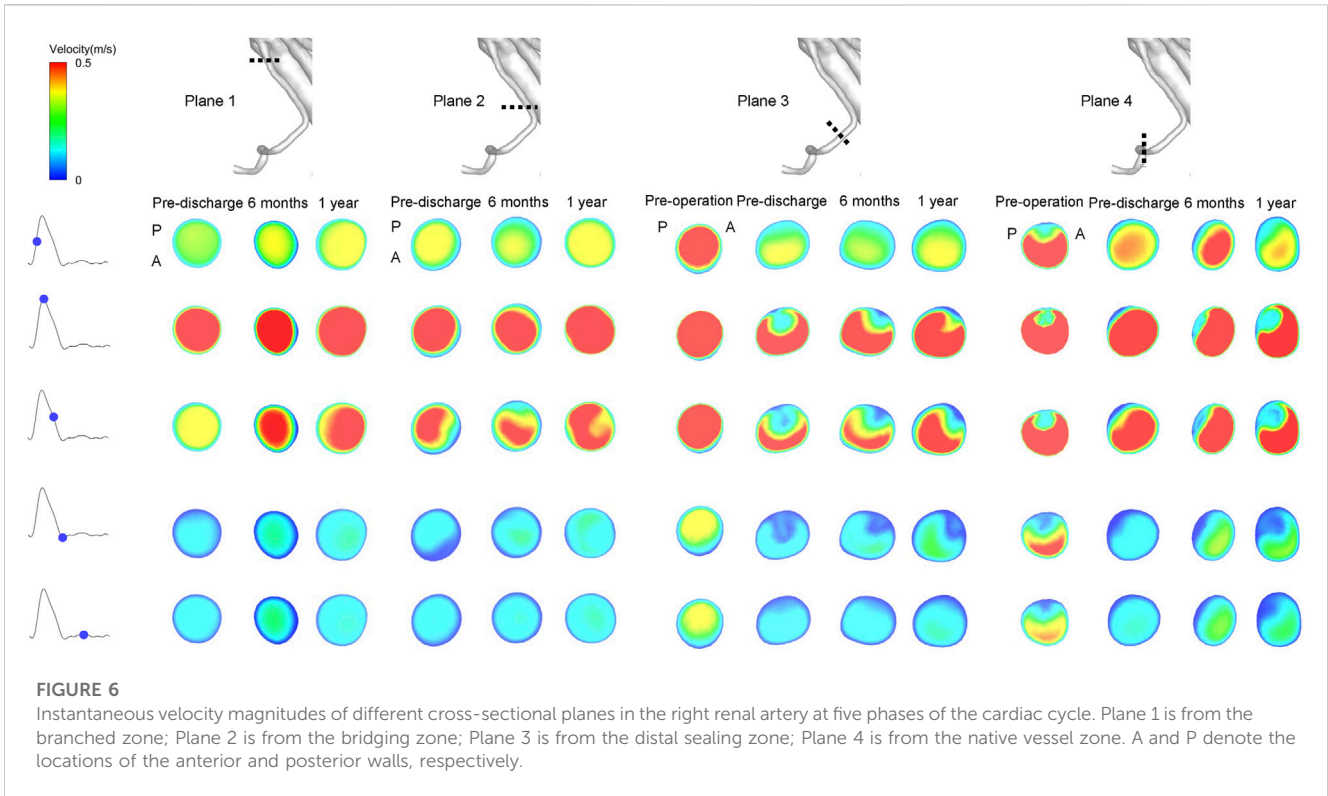 Velocity(m/s)
0.5
0
Plane 1
Plane 2
Plane 3
Plane 4
Pre-discharge 6 months 1 year
Pre-discharge 6 months 1 year
Pre-operation Pre-discharge 6 months 1 year
Pre-operation Pre-discharge 6 months 1 year
P
A
P
A
P A
P A
FIGURE 6
Instantaneous velocity magnitudes of different cross-sectional planes in the right renal artery at five phases of the cardiac cycle. Plane 1 is from the
branched zone; Plane 2 is from the bridging zone; Plane 3 is from the distal sealing zone; Plane 4 is from the native vessel zone. A and P denote the
locations of the anterior and posterior walls, respectively.